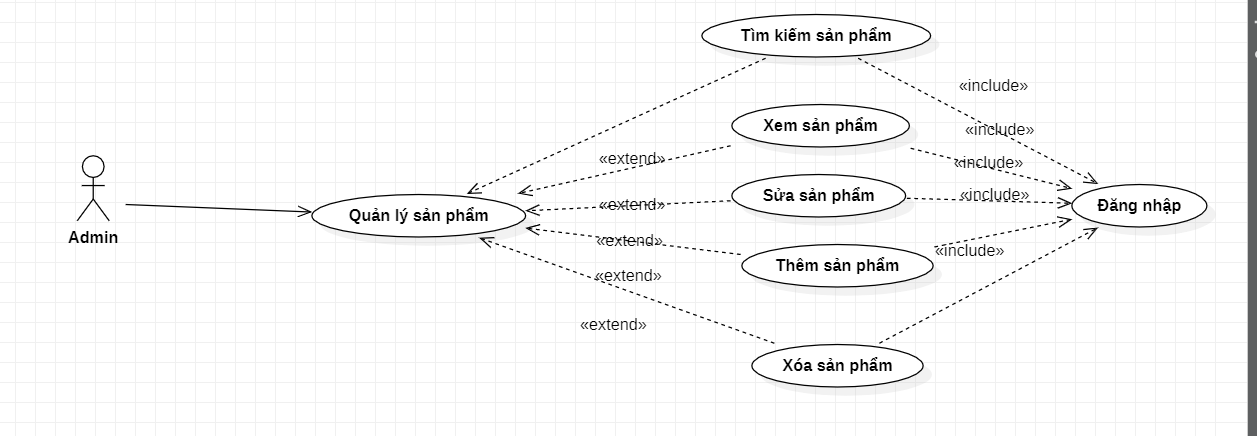 Tìm kiếm sản phẩm
«include»
Xem sản phẩm
«include»
«extend»
«include»
Sửa sản phẩm
«include»
«extend»
Đăng nhập
Quản lý sản phẩm
Admin
«extend»
«include»
Thêm sản phẩm
«extend»
«extend»
Xóa sản phẩm